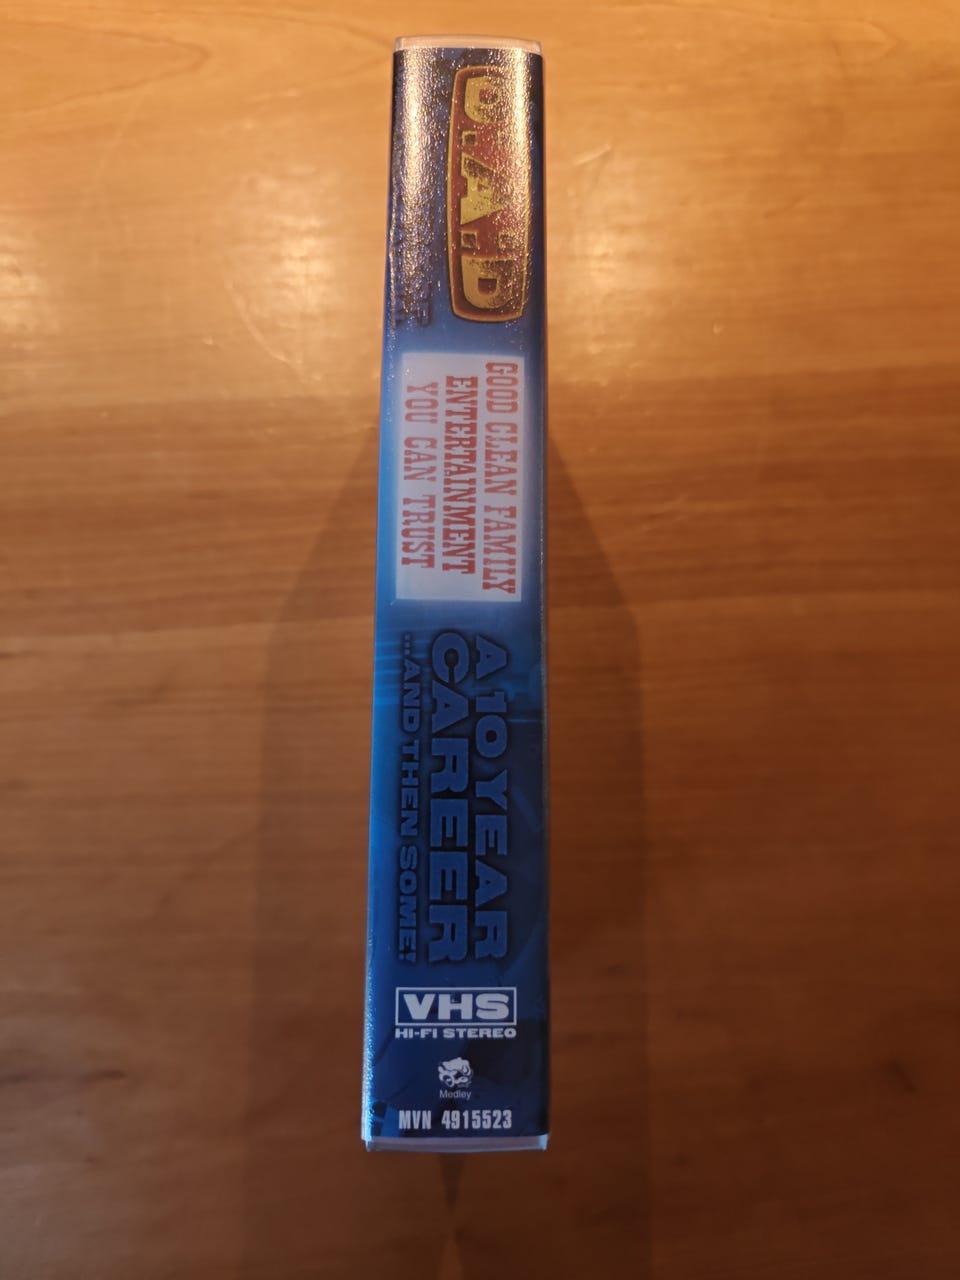 D·A·D
GOOD CLEAN FAMILY
ENTERTAINMENT
YOU CAN TRUST
A 10 YEAR
CAREER
...AND THEN SOME!
VHS
HI-FI STEREO
Medley
MVN 4915523